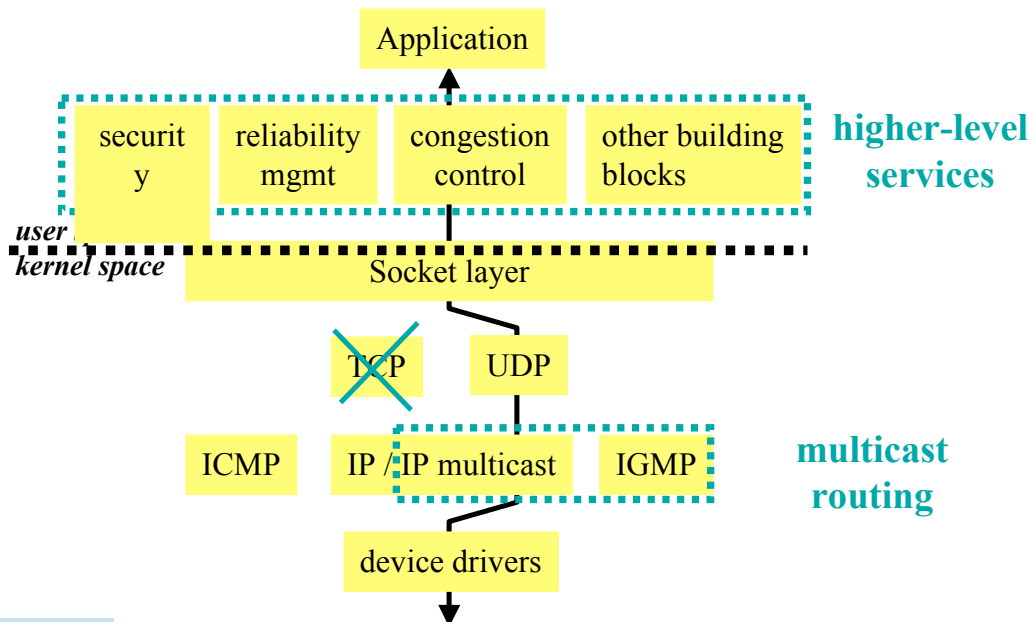 Application
securit
y
reliability
mgmt
congestion
control
other building
blocks
higher-level
services
user
kernel space
Socket layer
TCP
UDP
ICMP
IP / IP multicast
IGMP
multicast
routing
device drivers